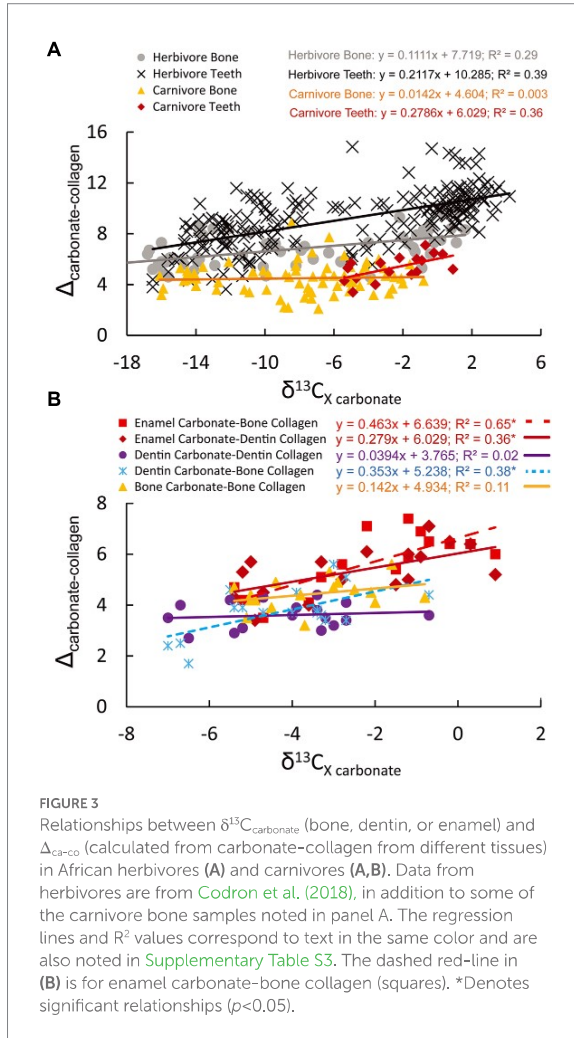 A
Herbivore Bone
Herbivore Teeth
Carnivore Bone
Carnivore Teeth
Herbivore Bone: y = 0.1111x + 7.719; R² = 0.29
Herbivore Teeth: y = 0.2117x + 10.285; R² = 0.39
Carnivore Bone: y = 0.0142x + 4.604; R² = 0.003
Carnivore Teeth: y = 0.2786x + 6.029; R² = 0.36
16
12
8
4
0
Δcarbonate-collagen
-18 -14 -10 -6 -2 2 6
δ¹³CX carbonate
B
Enamel Carbonate-Bone Collagen y = 0.463x + 6.639; R² = 0.65*
Enamel Carbonate-Dentin Collagen y = 0.279x + 6.029; R² = 0.36*
Dentin Carbonate-Dentin Collagen y = 0.0394x + 3.765; R² = 0.02
Dentin Carbonate-Bone Collagen y = 0.353x + 5.238; R² = 0.38*
Bone Carbonate-Bone Collagen y = 0.142x + 4.934; R² = 0.11
8
6
4
2
0
Δcarbonate-collagen
-8 -6 -4 -2 0 2
δ¹³CX carbonate
FIGURE 3
Relationships between δ¹³Ccarbonate (bone, dentin, or enamel) and
Δca-co (calculated from carbonate-collagen from different tissues)
in African herbivores (A) and carnivores (A,B). Data from
herbivores are from Codron et al. (2018), in addition to some of
the carnivore bone samples noted in panel A. The regression
lines and R² values correspond to text in the same color and are
also noted in Supplementary Table S3. The dashed red-line in
(B) is for enamel carbonate-bone collagen (squares). *Denotes
significant relationships (p<0.05).